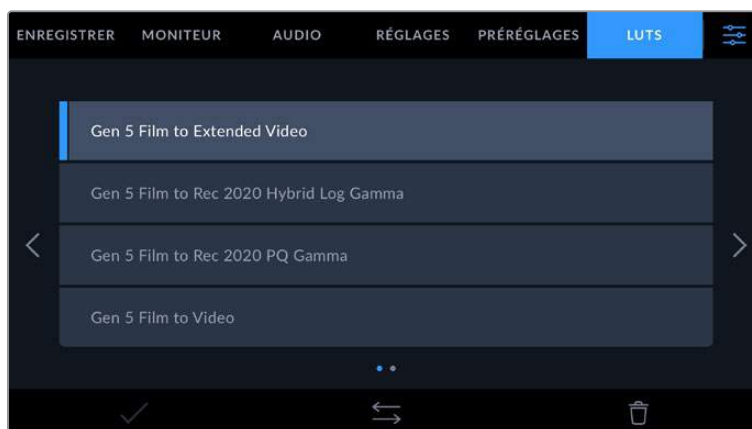 ENREGISTRER MONITEUR AUDIO RÉGLAGES PRÉRÉGLAGES LUTS
Gen 5 Film to Extended Video
Gen 5 Film to Rec 2020 Hybrid Log Gamma
Gen 5 Film to Rec 2020 PQ Gamma
Gen 5 Film to Video